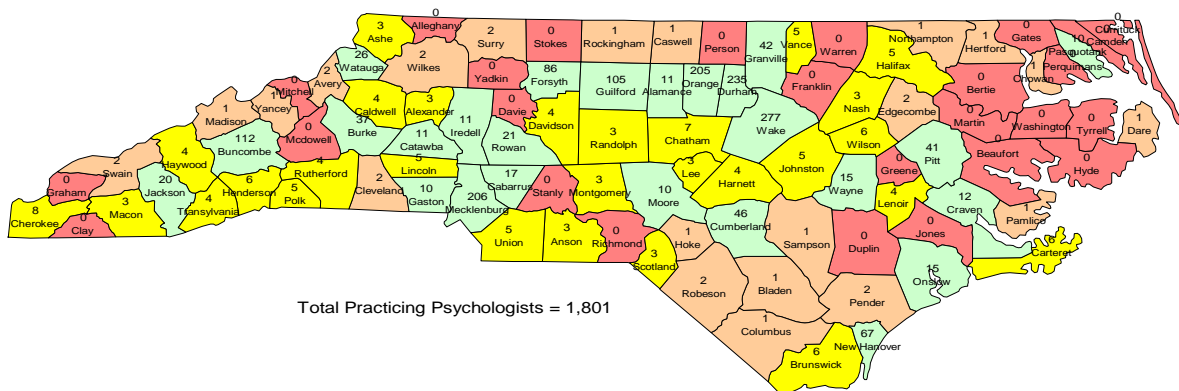 0
Alleghany
3
Ashe
2
Surry
0
Stokes
1
Rockingham
1
Caswell
0
Person
42
Granville
5
Vance
0
Warren
1
Northampton
5
Halifax
1
Hertford
0
Gates
0
Currituck
0
Camden
10
Pasquotank
0
Perquimans
1
Chowan
26
Watauga
2
Wilkes
0
Yadkin
86
Forsyth
105
Guilford
11
Alamance
205
Orange
235
Durham
0
Franklin
3
Nash
2
Edgecombe
0
Bertie
0
Martin
0
Washington
0
Tyrrell
1
Dare
2
Avery
0
Mitchell
1
Yancey
1
Madison
4
Caldwell
3
Alexander
11
Iredell
0
Davie
4
Davidson
3
Randolph
7
Chatham
277
Wake
6
Wilson
41
Pitt
0
Beaufort
0
Hyde
112
Buncombe
0
Mcdowell
37
Burke
11
Catawba
21
Rowan
4
Haywood
2
Swain
0
Graham
20
Jackson
6
Henderson
4
Rutherford
5
Polk
2
Cleveland
5
Lincoln
10
Gaston
17
Cabarrus
206
Mecklenburg
0
Stanly
3
Montgomery
10
Moore
3
Lee
4
Harnett
5
Johnston
15
Wayne
0
Greene
4
Lenoir
12
Craven
1
Pamlico
8
Cherokee
0
Clay
3
Macon
4
Transylvania
5
Union
3
Anson
0
Richmond
3
Scotland
1
Hoke
46
Cumberland
1
Sampson
0
Duplin
0
Jones
6
Carteret
15
Onslow
2
Robeson
1
Bladen
2
Pender
1
Columbus
6
Brunswick
67
New Hanover
Total Practicing Psychologists = 1,801